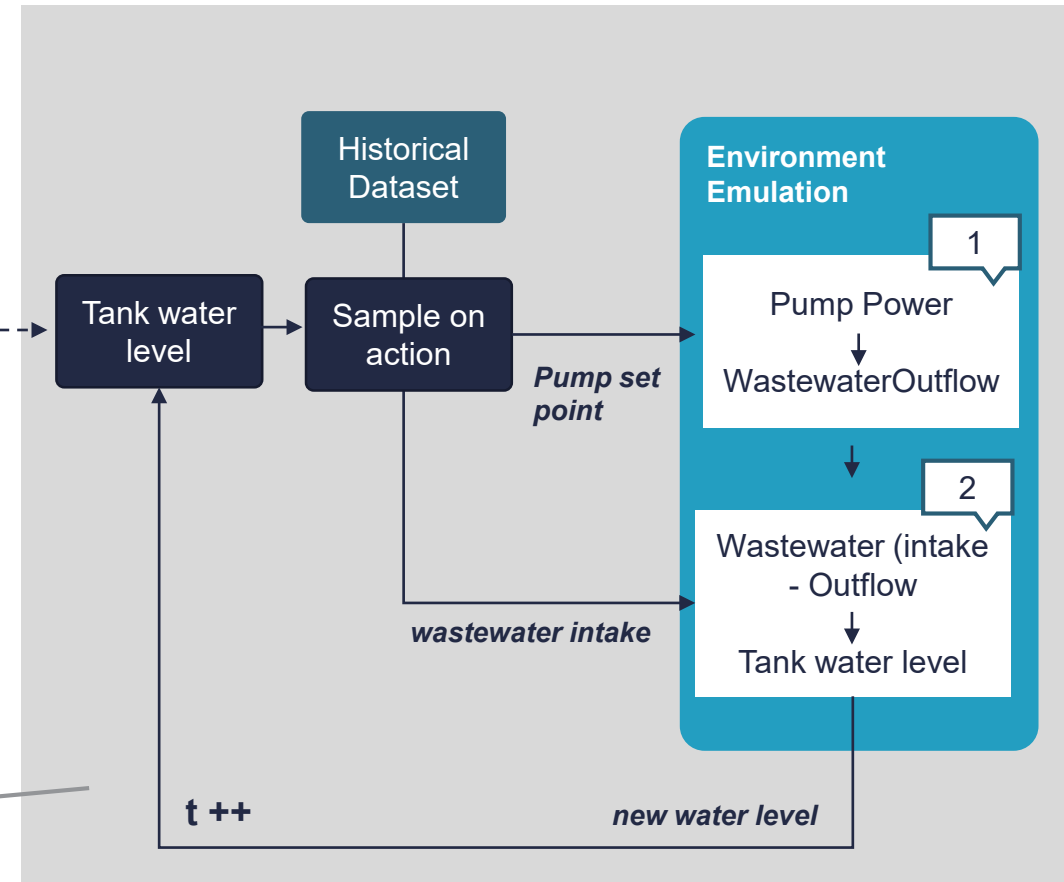 Historical
Dataset
Environment
Emulation
1
Tank water
level
Sample on
action
Pump Power
WastewaterOutflow
Pump set
point
2
Wastewater (intake
- Outflow
Tank water level
wastewater intake
t ++
new water level